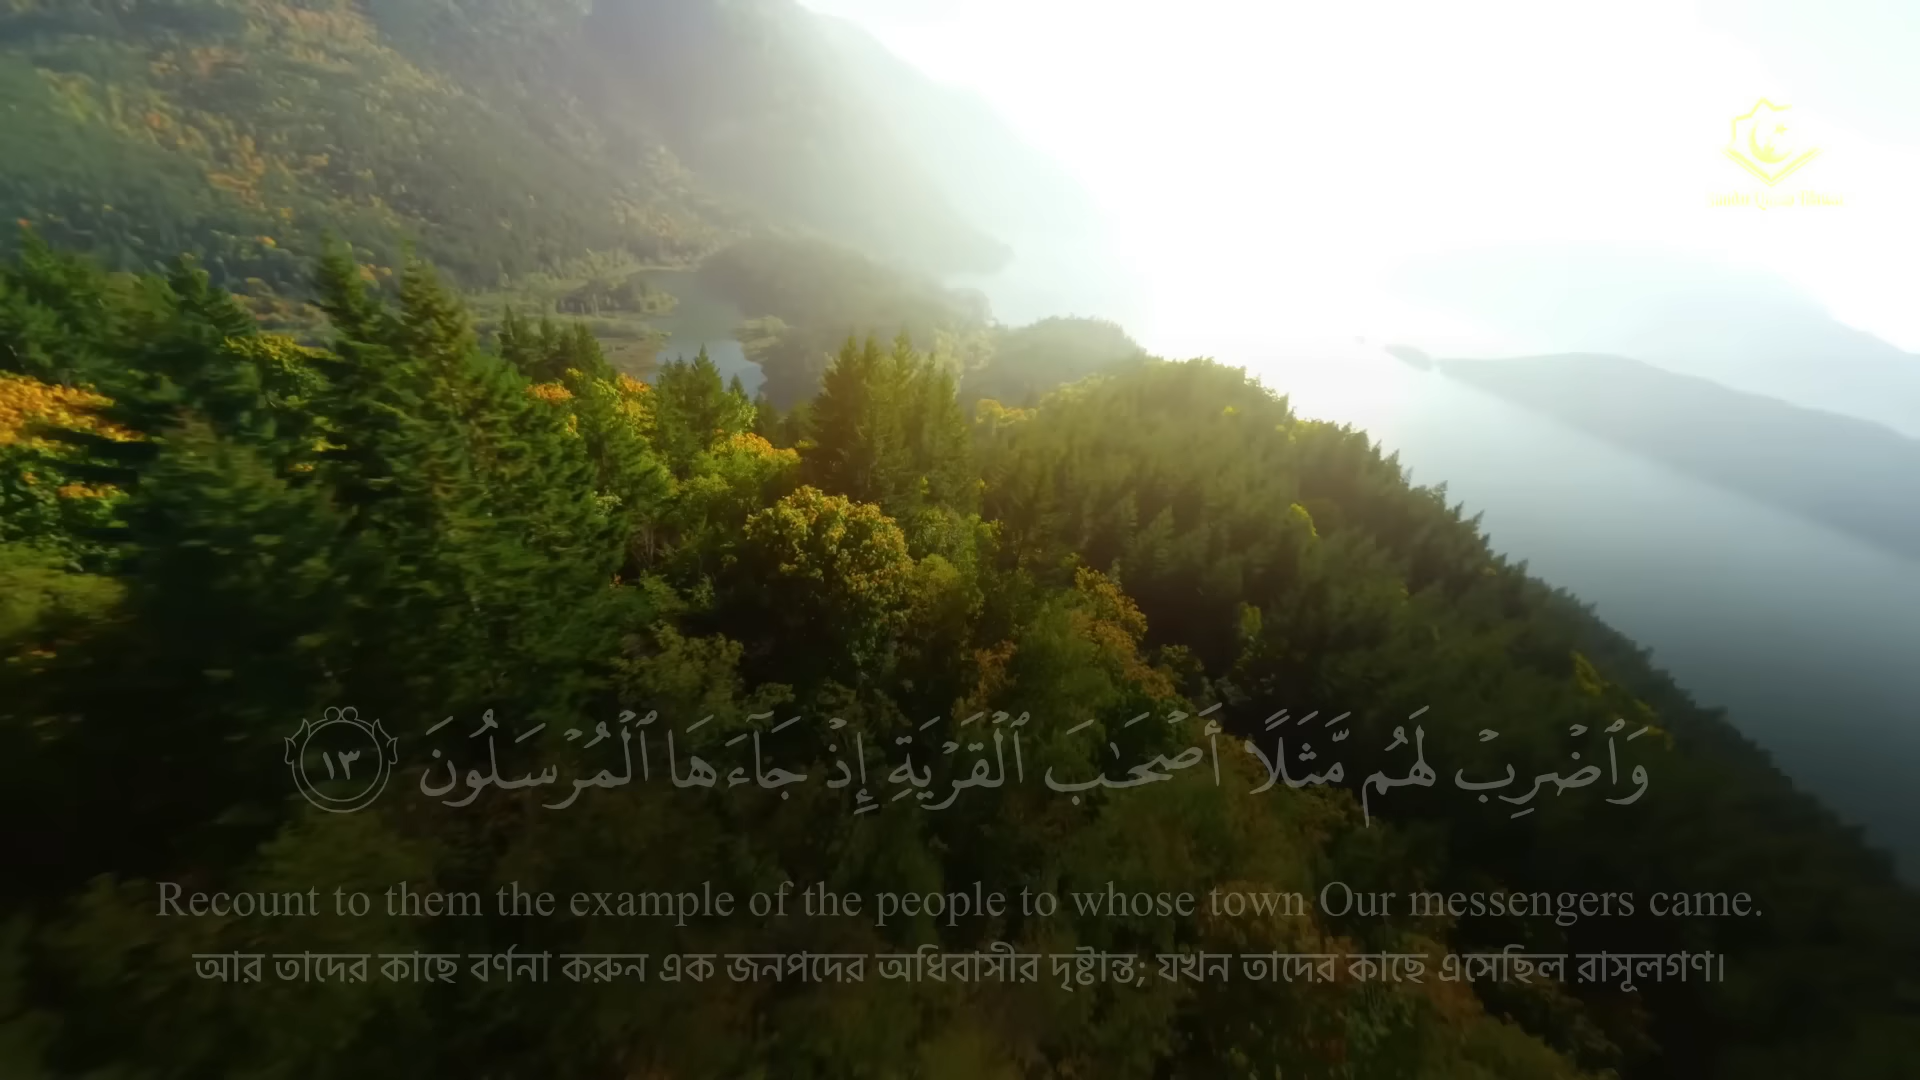 وَٱضْرِبْ لَهُم مَّثَلًا أَصْحَـٰبَ ٱلْقَرْيَةِ إِذْ جَآءَهَا ٱلْمُرْسَلُونَ ١٣
Recount to them the example of the people to whose town Our messengers came.
আর তাদের কাছে বর্ণনা করুন এক জনপদের অধিবাসীর দৃষ্টান্ত; যখন তাদের কাছে এসেছিল রাসূলগণ।